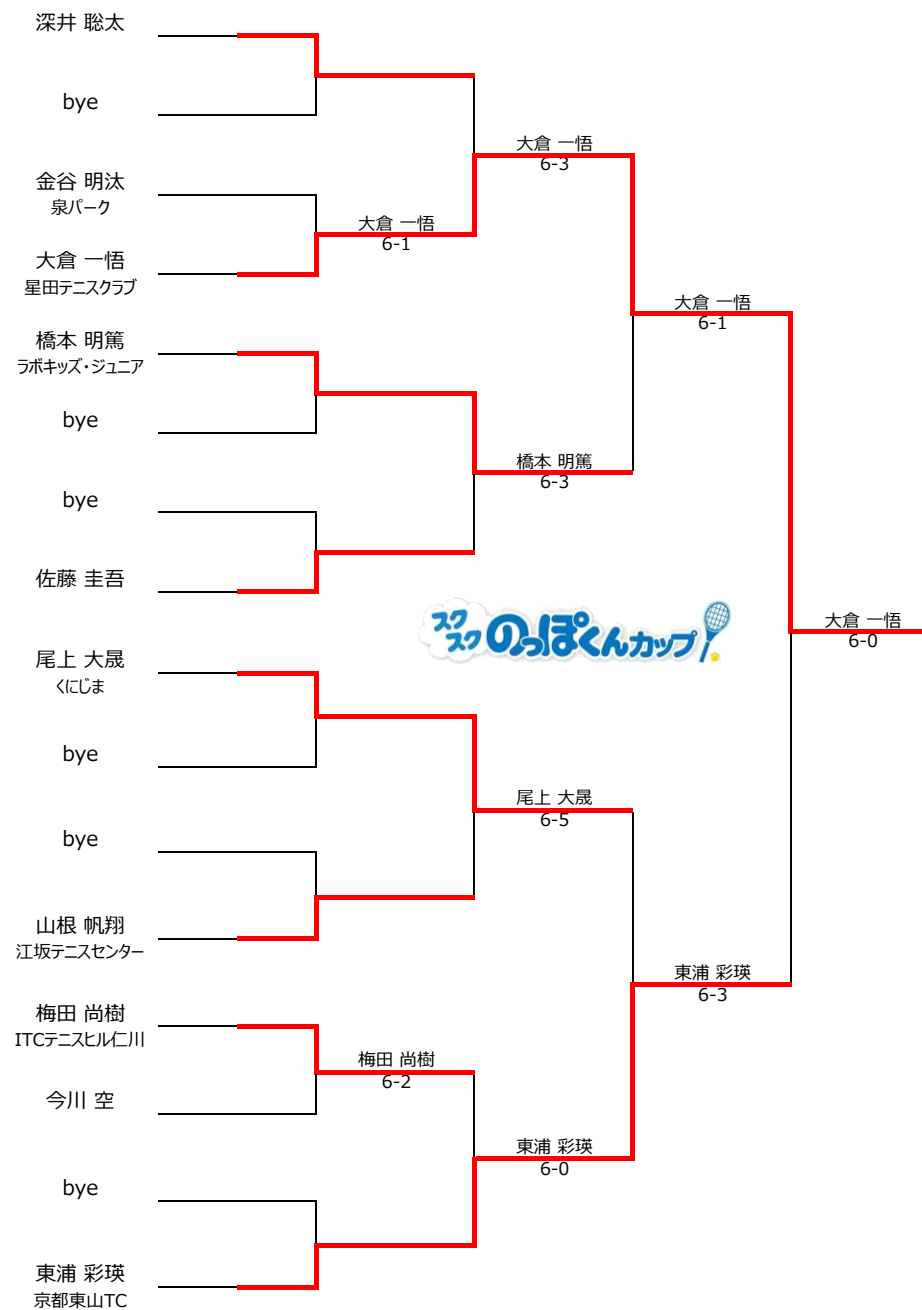 深井 聡太
bye
大倉 一悟
6-3
金谷 明汰
泉パーク
大倉 一悟
6-1
大倉 一悟
星田テニスクラブ
大倉 一悟
6-1
橋本 明篤
ラボキッズ・ジュニア
bye
橋本 明篤
6-3
bye
佐藤 圭吾
スクスクのっぽくんカップ
大倉 一悟
6-0
尾上 大晟
くにじま
bye
尾上 大晟
6-5
bye
山根 帆翔
江坂テニスセンター
東浦 彩瑛
6-3
梅田 尚樹
ITCテニスヒル仁川
梅田 尚樹
6-2
今川 空
東浦 彩瑛
6-0
bye
東浦 彩瑛
京都東山TC